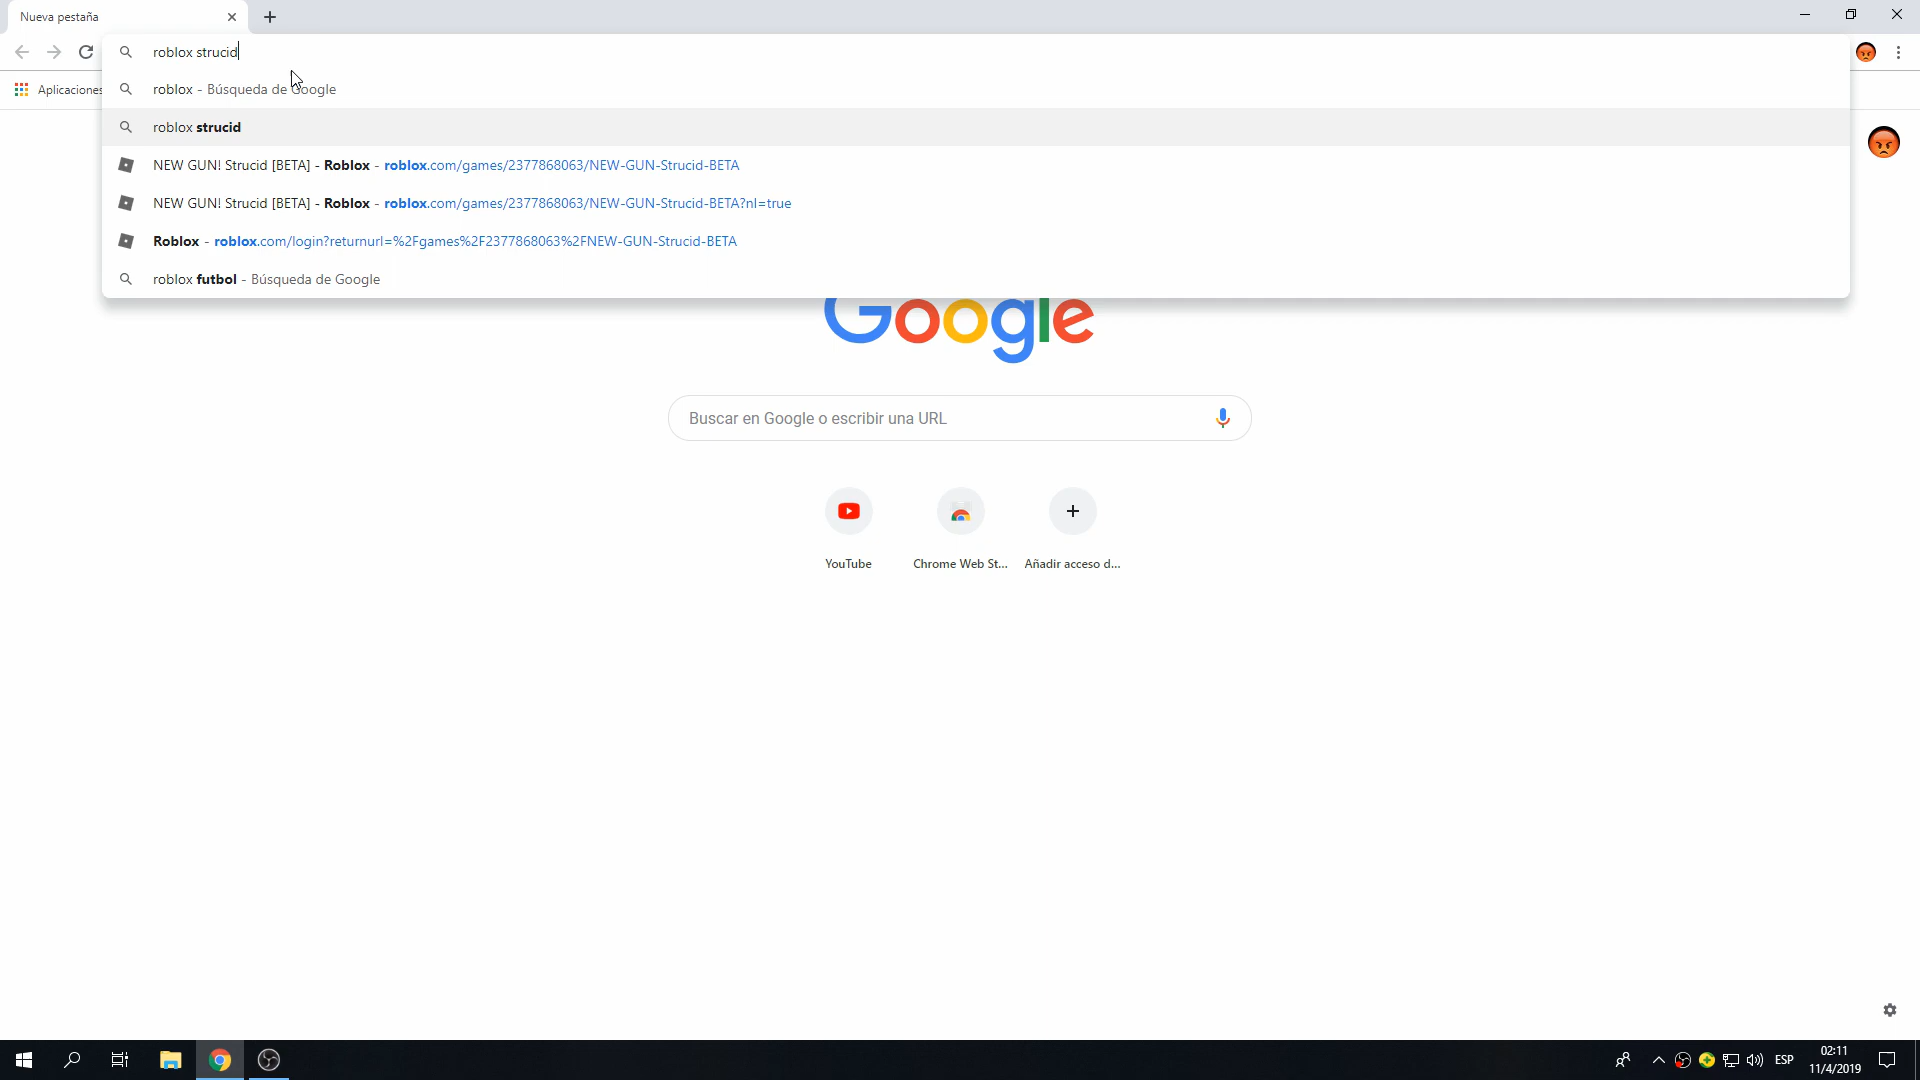 Nueva pestaña
roblox strucid
roblox - Búsqueda de Google
Aplicaciones
roblox strucid
NEW GUN! Strucid [BETA] - Roblox - roblox.com/games/2377868063/NEW-GUN-Strucid-BETA
NEW GUN! Strucid [BETA] - Roblox - roblox.com/games/2377868063/NEW-GUN-Strucid-BETA?nl=true
Roblox - roblox.com/login?returnurl=%2Fgames%2F2377868063%2FNEW-GUN-Strucid-BETA
roblox futbol - Búsqueda de Google
Google
Buscar en Google o escribir una URL
YouTube
Chrome Web St...
Añadir acceso d...
ESP
02:11
11/4/2019